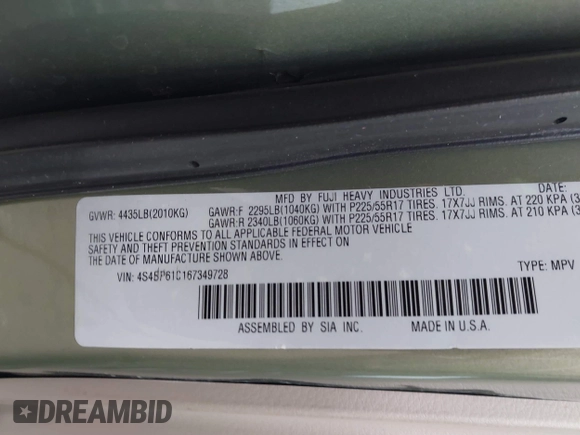 MFD BY FUJI HEAVY INDUSTRIES LTD. DATE:
GVWR: 4435LB(2010KG) GAWR:F 2295LB(1040KG) WITH P225/55R17 TIRES, 17X7JJ RIMS, AT 220 KPA (3
GAWR:R 2340LB(1060KG) WITH P225/55R17 TIRES, 17X7JJ RIMS, AT 210 KPA (3
THIS VEHICLE CONFORMS TO ALL APPLICABLE FEDERAL MOTOR VEHICLE
SAFETY AND THEFT PREVENTION STANDARDS IN EFFECT ON
THE DATE OF MANUFACTURE SHOWN ABOVE.
VIN: 4S4BP61C167349728 TYPE: MPV
ASSEMBLED BY SIA INC. MADE IN U.S.A.
DREAMBID